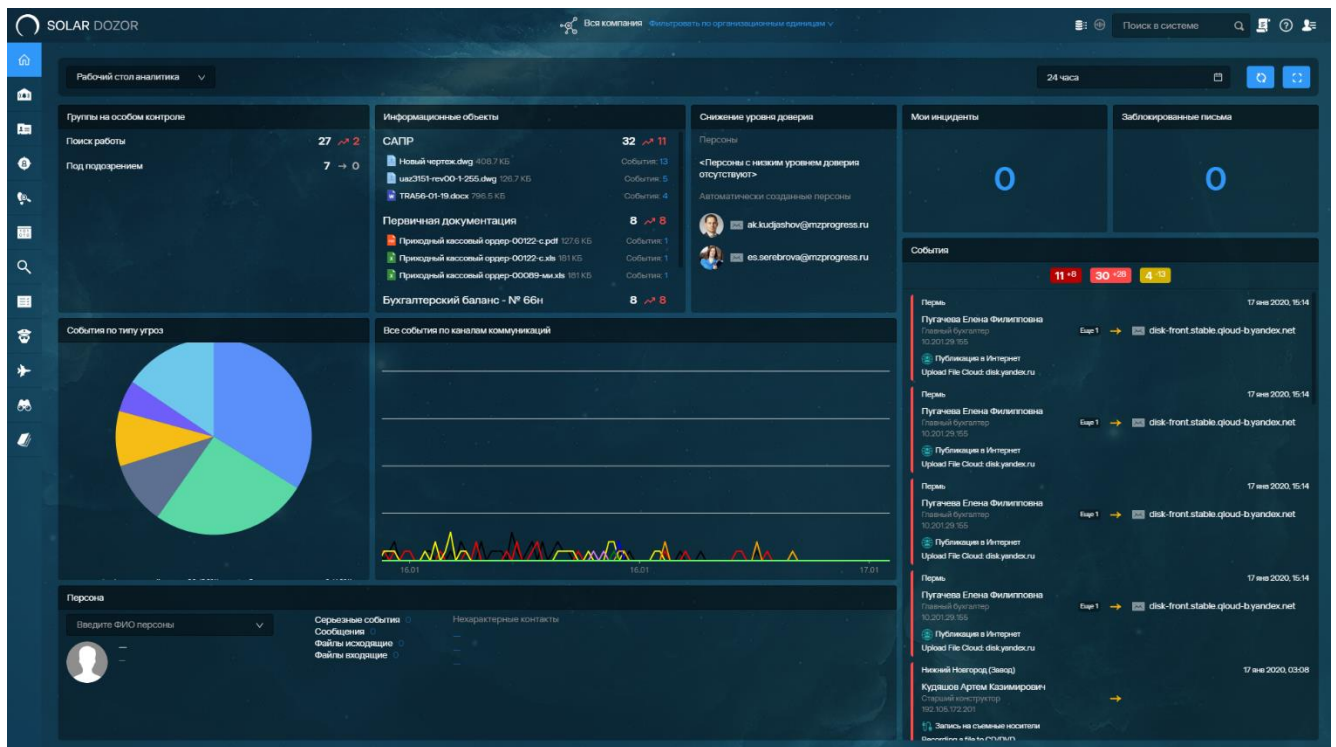 SOLAR DOZOR
Вся компания Фильтровать по организационным единицам
Поиск в системе
Рабочий стол аналитика
24 часа
Группы на особом контроле
Поиск работы 27 2
Под подозрением 7 → 0
Информационные объекты
САПР 32 11
Новый чертеж.dwg 408.7 КБ События: 13
uaz3151-rev00-1-255.dwg 126.7 КБ События: 5
TRA56-01-19.docx 796.5 КБ События: 4
Первичная документация 8 8
Приходный кассовый ордер-00122-с.pdf 127.6 КБ События: 1
Приходный кассовый ордер-00122-с.xls 181 КБ События: 1
Приходный кассовый ордер-00089-ми.xls 181 КБ События: 1
Бухгалтерский баланс - № 66н 8 8
Снижение уровня доверия
Персоны
<Персоны с низким уровнем доверия
отсутствуют>
Автоматически созданные персоны
ak.kudjashov@mzprogress.ru
es.serebrova@mzprogress.ru
Мои инциденты
0
Заблокированные письма
0
События
11 +8 30 +28 4 -13
Пермь 17 янв 2020, 15:14
Пугачева Елена Филипповна
Главный бухгалтер Еще 1 → disk-front.stable.qloud-b.yandex.net
10.201.29.155
Публикация в Интернет
Upload File Cloud: disk.yandex.ru
Пермь 17 янв 2020, 15:14
Пугачева Елена Филипповна
Главный бухгалтер Еще 1 → disk-front.stable.qloud-b.yandex.net
10.201.29.155
Публикация в Интернет
Upload File Cloud: disk.yandex.ru
Пермь 17 янв 2020, 15:14
Пугачева Елена Филипповна
Главный бухгалтер Еще 1 → disk-front.stable.qloud-b.yandex.net
10.201.29.155
Публикация в Интернет
Upload File Cloud: disk.yandex.ru
Пермь 17 янв 2020, 15:14
Пугачева Елена Филипповна
Главный бухгалтер Еще 1 → disk-front.stable.qloud-b.yandex.net
10.201.29.155
Публикация в Интернет
Upload File Cloud: disk.yandex.ru
Нижний Новгород (Завод) 17 янв 2020, 03:08
Кудяшов Артем Казимирович
Старший конструктор →
192.105.172.201
Запись на съемные носители
Recording a file to CD/DVD
События по типу угроз
Все события по каналам коммуникаций
16.01 16.01 17.01
Персона
Введите ФИО персоны
Серьезные события 0
Сообщения 0
Файлы исходящие 0
Файлы входящие 0
Нехарактерные контакты